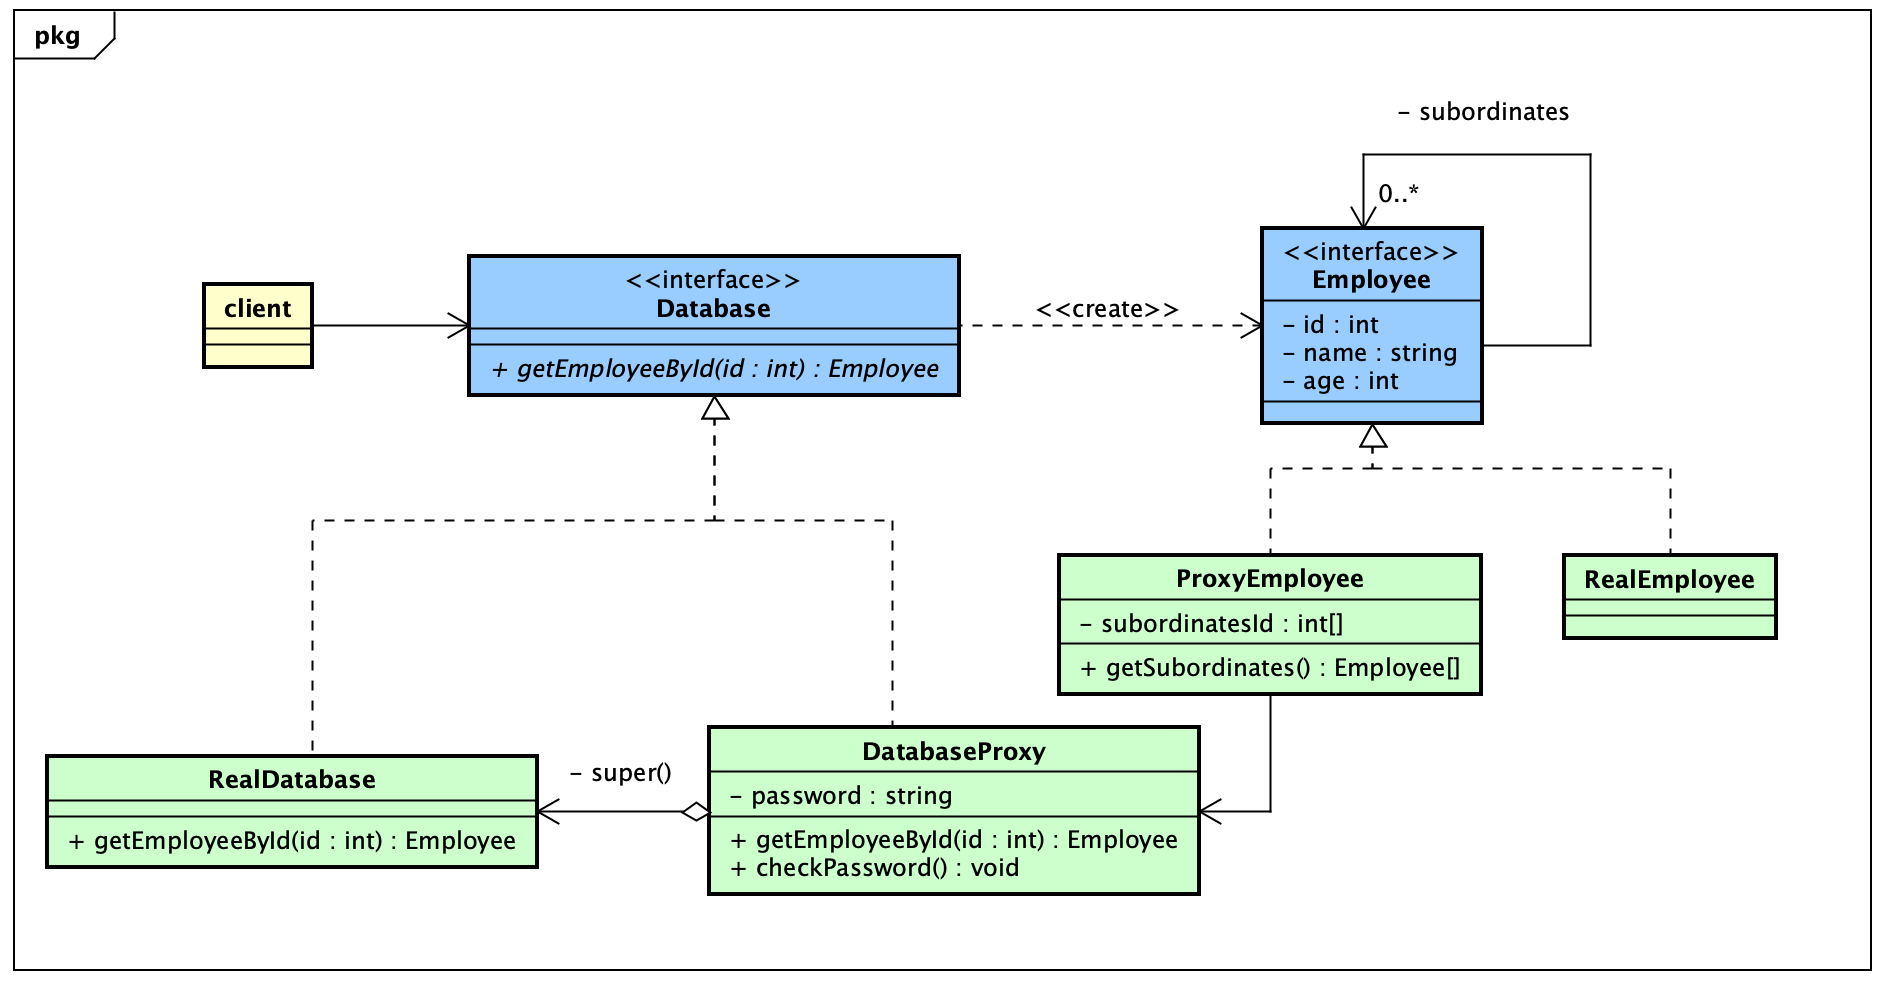 pkg
- subordinates
0..*
client
<<interface>>
Database
+ getEmployeeById(id : int) : Employee
<<create>>
<<interface>>
Employee
- id : int
- name : string
- age : int
ProxyEmployee
- subordinatesId : int[]
+ getSubordinates() : Employee[]
RealEmployee
RealDatabase
+ getEmployeeById(id : int) : Employee
- super()
DatabaseProxy
- password : string
+ getEmployeeById(id : int) : Employee
+ checkPassword() : void